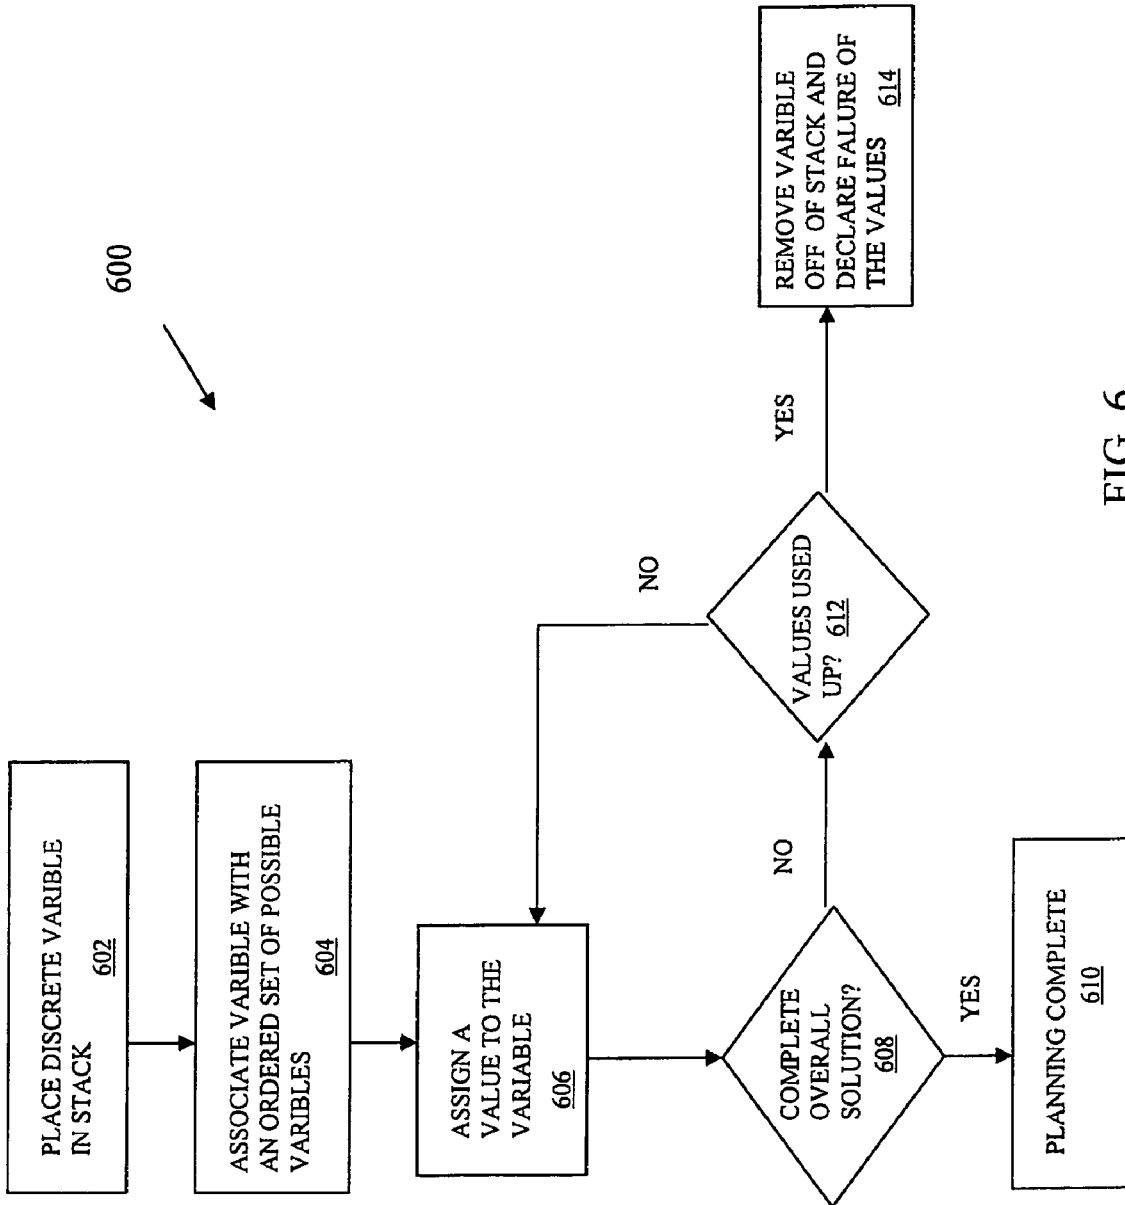 600
PLACE DISCRETE VARIBLE
IN STACK
602
ASSOCIATE VARIBLE WITH
AN ORDERED SET OF POSSIBLE
VARIBLES
604
ASSIGN A
VALUE TO THE
VARIABLE
606
COMPLETE
OVERALL
SOLUTION?
608
YES
PLANNING COMPLETE
610
NO
VALUES USED
UP? 612
NO
YES
REMOVE VARIBLE
OFF OF STACK AND
DECLARE FALURE OF
THE VALUES 614
FIG. 6